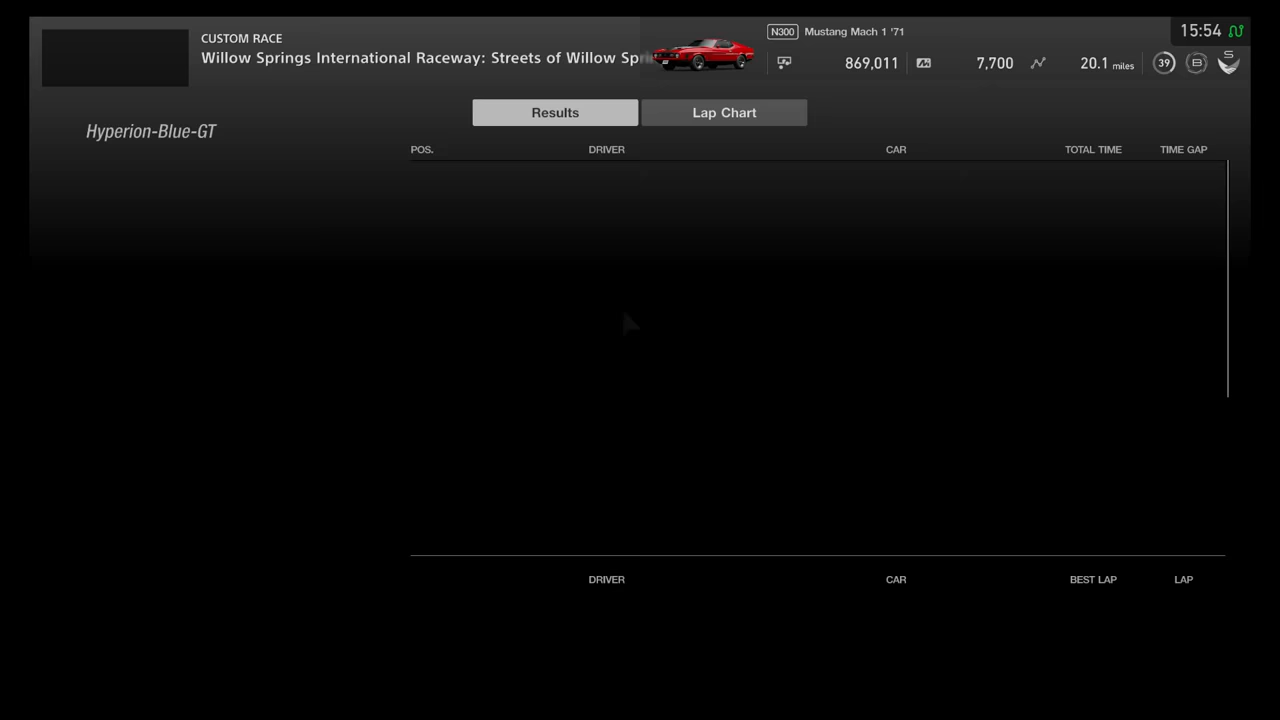 CUSTOM RACE
Willow Springs International Raceway: Streets of Willow Spri
N300 Mustang Mach 1 '71
869,011 7,700 20.1 miles 39 B S
15:54
Results Lap Chart
Hyperion-Blue-GT
POS. DRIVER CAR TOTAL TIME TIME GAP
DRIVER CAR BEST LAP LAP